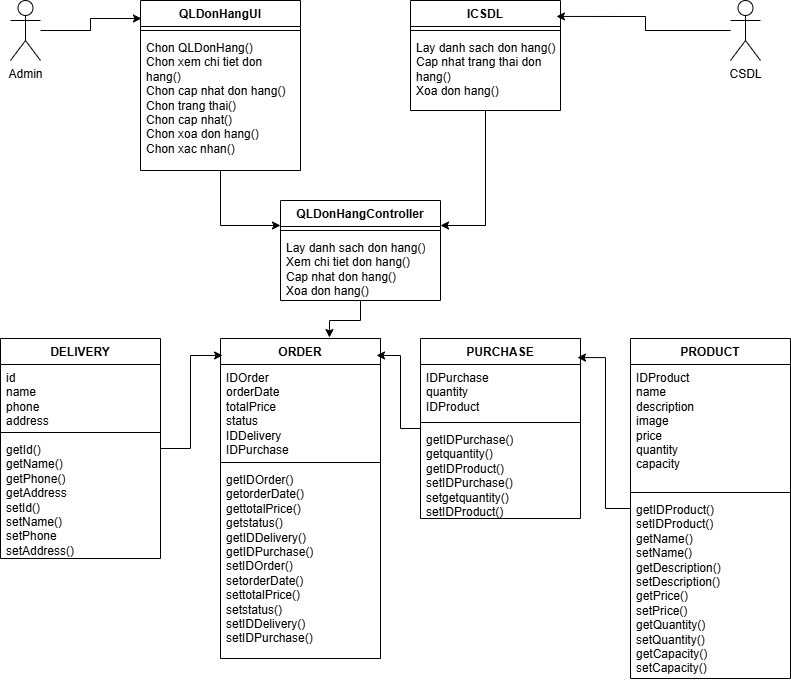 Admin
QLDonHangUI
Chon QLDonHang()
Chon xem chi tiet don
hang()
Chon cap nhat don hang()
Chon trang thai()
Chon cap nhat()
Chon xoa don hang()
Chon xac nhan()
ICSDL
Lay danh sach don hang()
Cap nhat trang thai don
hang()
Xoa don hang()
CSDL
QLDonHangController
Lay danh sach don hang()
Xem chi tiet don hang()
Cap nhat don hang()
Xoa don hang()
DELIVERY
id
name
phone
address
getId()
getName()
getPhone()
getAddress
setId()
setName()
setPhone
setAddress()
ORDER
IDOrder
orderDate
totalPrice
status
IDDelivery
IDPurchase
getIDOrder()
getorderDate()
gettotalPrice()
getstatus()
getIDDelivery()
getIDPurchase()
setIDOrder()
setorderDate()
settotalPrice()
setstatus()
setIDDelivery()
setIDPurchase()
PURCHASE
IDPurchase
quantity
IDProduct
getIDPurchase()
getquantity()
getIDProduct()
setIDPurchase()
setgetquantity()
setIDProduct()
PRODUCT
IDProduct
name
description
image
price
quantity
capacity
getIDProduct()
setIDProduct()
getName()
setName()
getDescription()
setDescription()
getPrice()
setPrice()
getQuantity()
setQuantity()
getCapacity()
setCapacity()